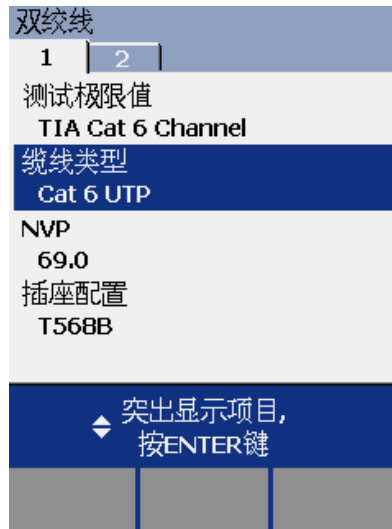 双绞线
1 2
测试极限值
TIA Cat 6 Channel
缆线类型
Cat 6 UTP
NVP
69.0
插座配置
T568B
突出显示项目,
按ENTER键